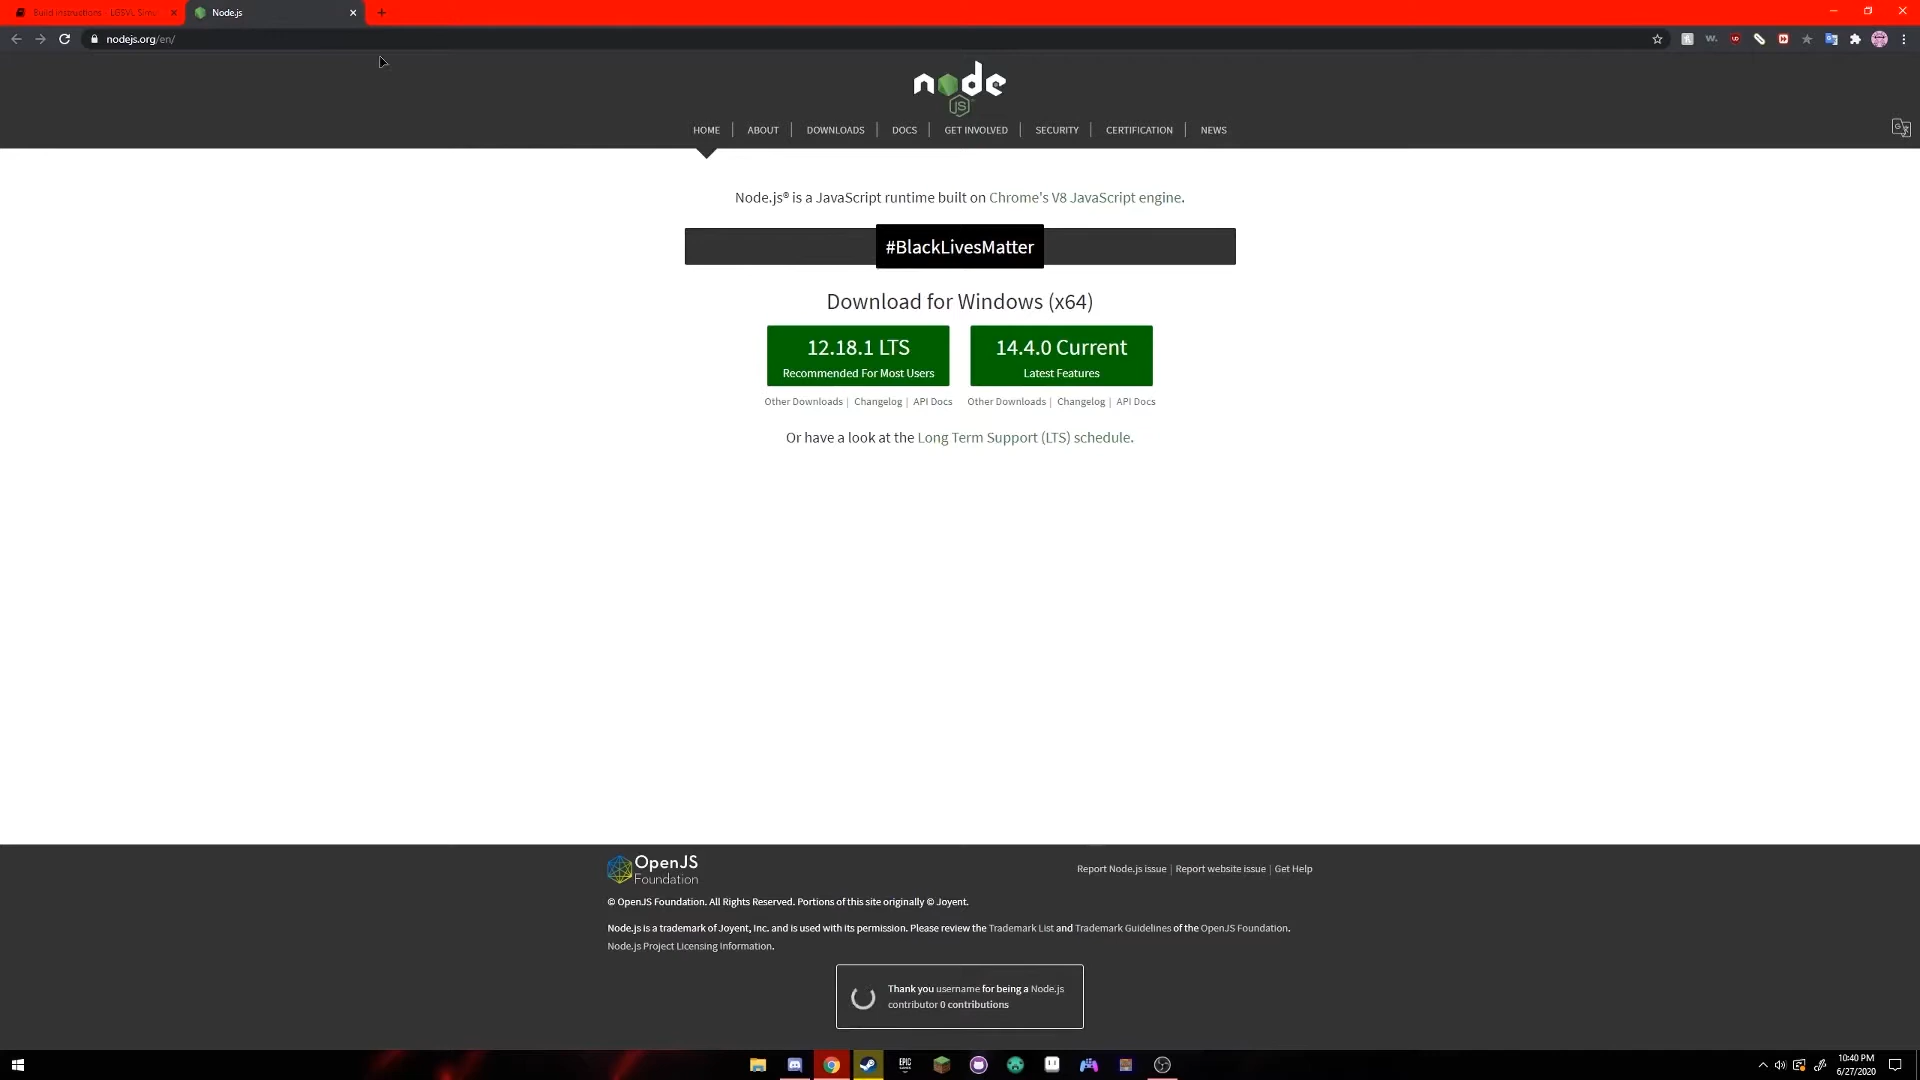 Build instructions - LGSVL Simu
Node.js
nodejs.org/en/
node
JS
HOME
ABOUT
DOWNLOADS
DOCS
GET INVOLVED
SECURITY
CERTIFICATION
NEWS
Node.js® is a JavaScript runtime built on Chrome's V8 JavaScript engine.
#BlackLivesMatter
Download for Windows (x64)
12.18.1 LTS
Recommended For Most Users
14.4.0 Current
Latest Features
Other Downloads | Changelog | API Docs
Other Downloads | Changelog | API Docs
Or have a look at the Long Term Support (LTS) schedule.
OpenJS
Foundation
Report Node.js issue | Report website issue | Get Help
© OpenJS Foundation. All Rights Reserved. Portions of this site originally © Joyent.
Node.js is a trademark of Joyent, Inc. and is used with its permission. Please review the Trademark List and Trademark Guidelines of the OpenJS Foundation.
Node.js Project Licensing Information.
Thank you username for being a Node.js
contributor 0 contributions
EPIC
10:40 PM
6/27/2020